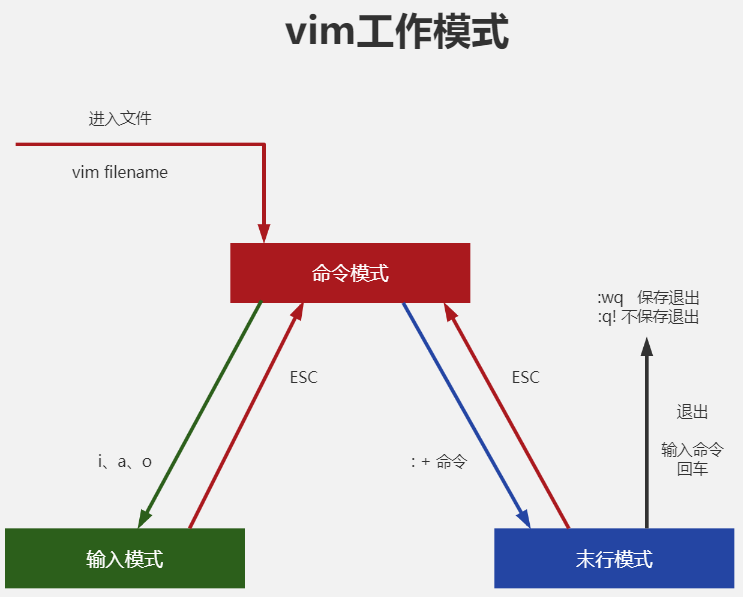 vim工作模式
进入文件
vim filename
命令模式
:wq 保存退出
:q! 不保存退出
ESC
ESC
退出
i、a、o
: + 命令
输入命令
回车
输入模式
末行模式